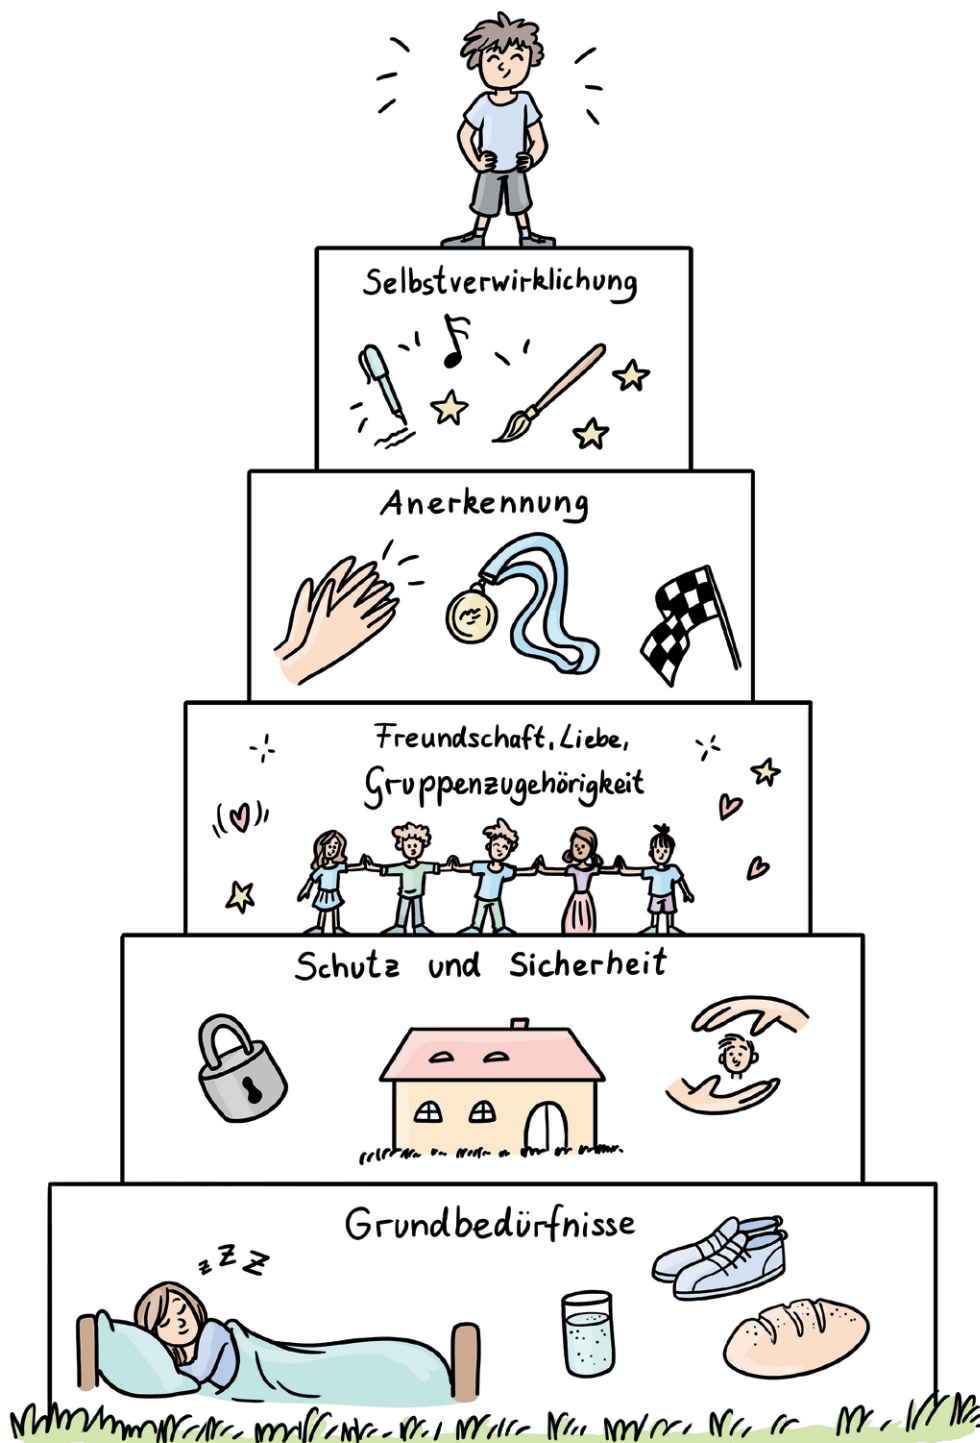 Selbstverwirklichung
Anerkennung
Freundschaft, Liebe,
Gruppenzugehörigkeit
Schutz und Sicherheit
Grundbedürfnisse
z z z